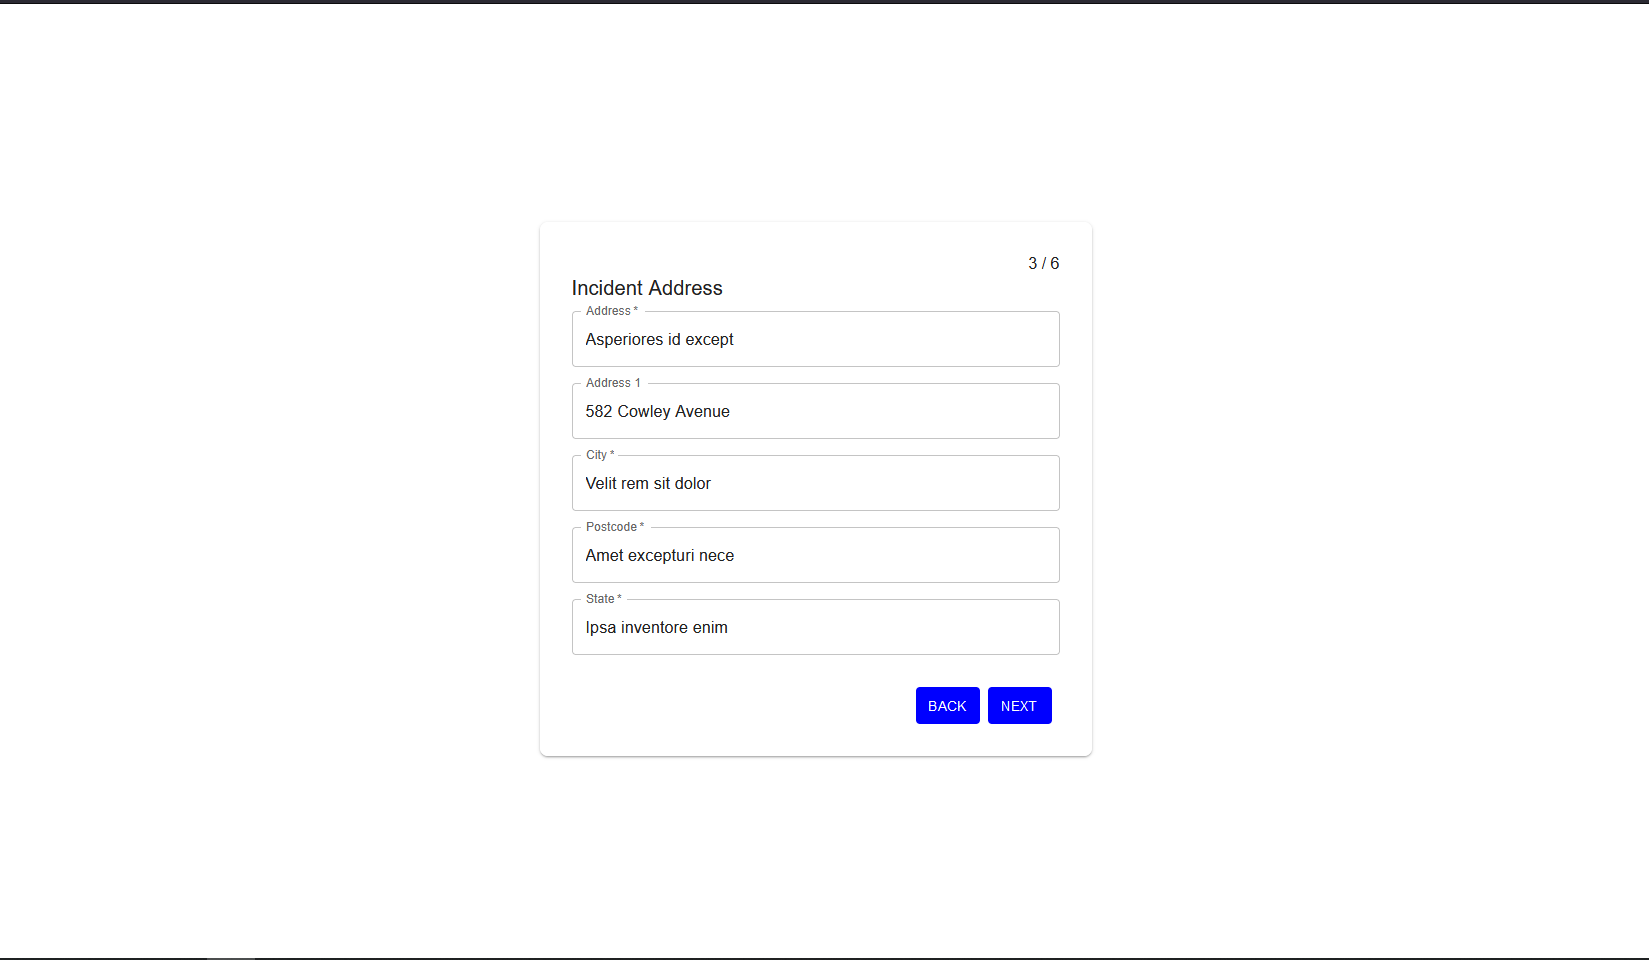 3 / 6
Incident Address
Address *
Asperiores id except
Address 1
582 Cowley Avenue
City *
Velit rem sit dolor
Postcode *
Amet excepturi nece
State *
Ipsa inventore enim
BACK NEXT